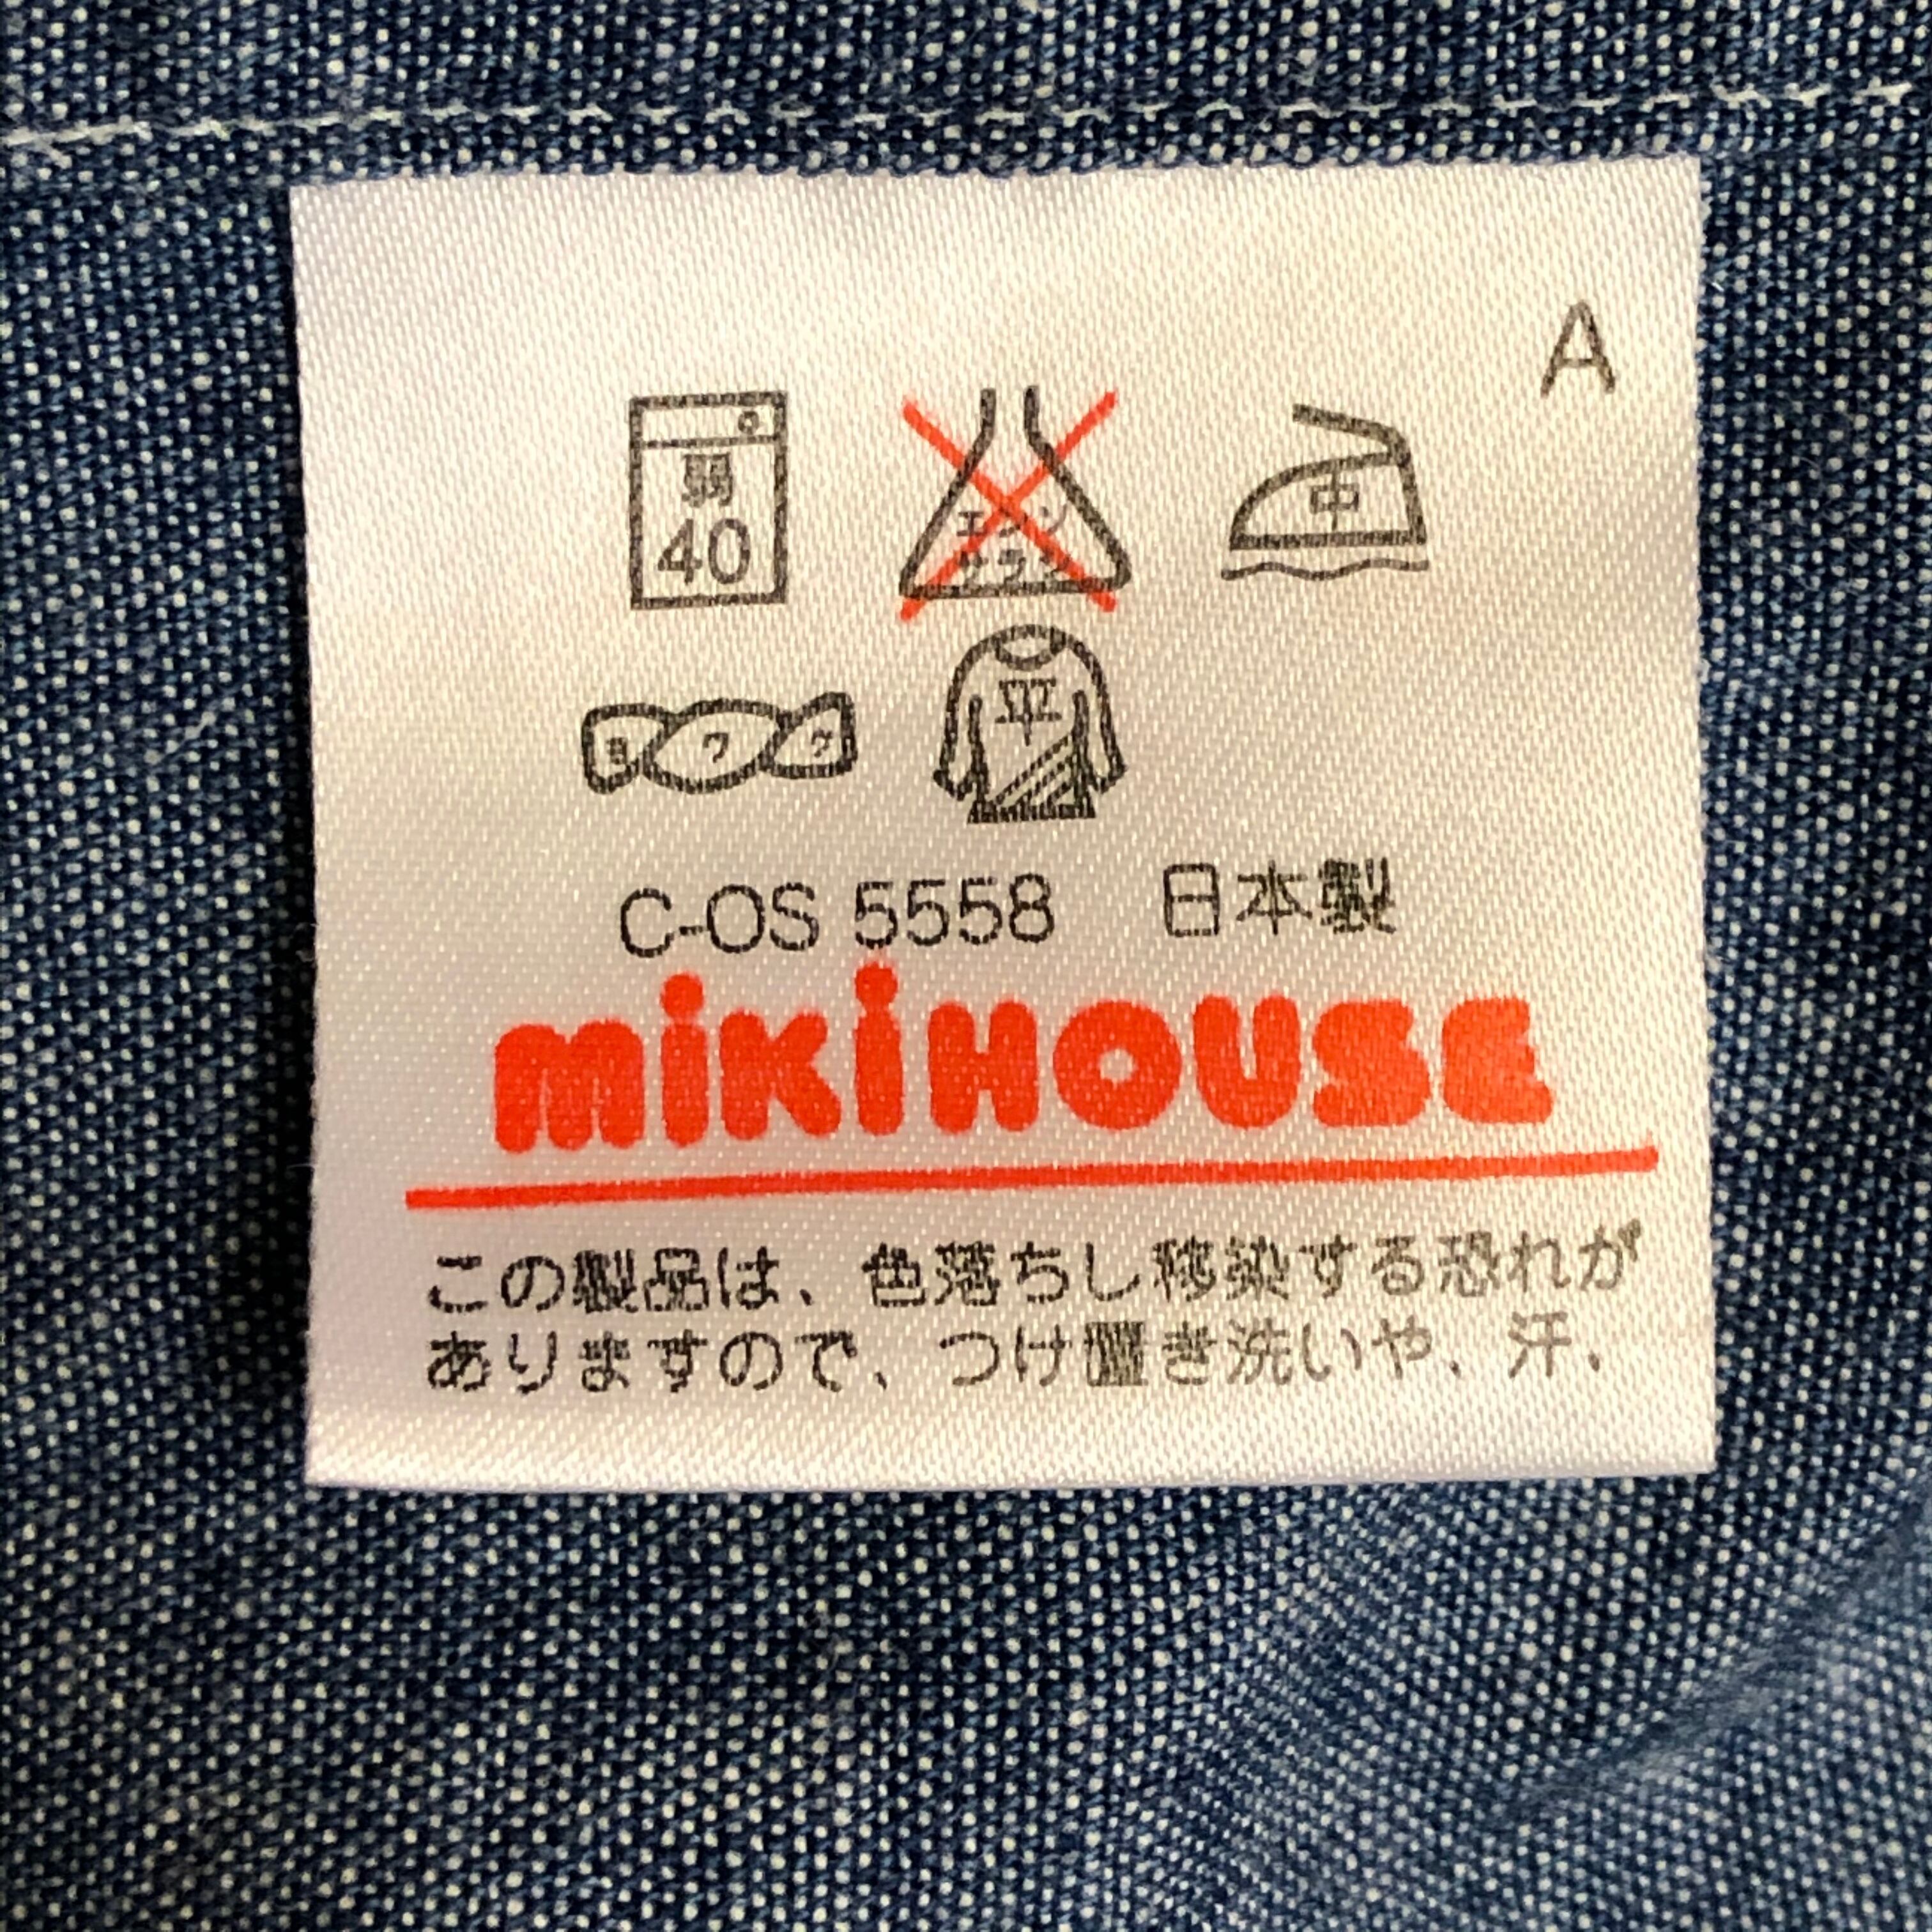 A
弱
40
エンソ
サラシ
中
ヨワク
平
C-OS 5558 日本製
miKiHOUSE
この製品は、色落ちし移染する恐れが
ありますので、つけ置き洗いや、汗、